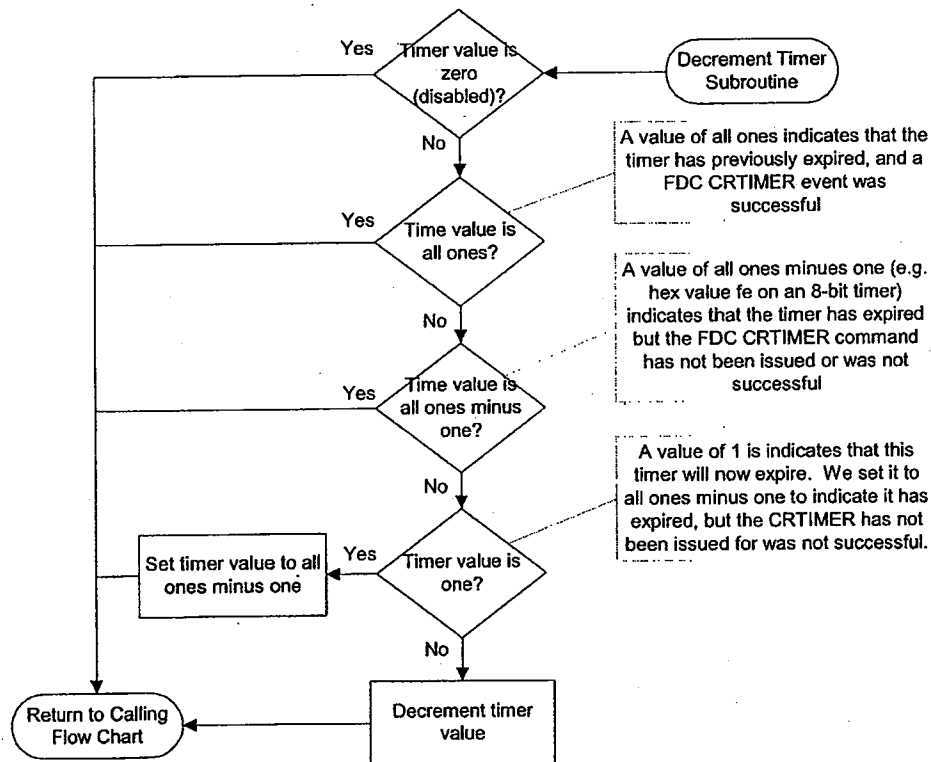 Yes
Timer value is
zero
(disabled)?
Decrement Timer
Subroutine
No
A value of all ones indicates that the
timer has previously expired, and a
FDC CRTIMER event was
successful
Yes
Time value is
all ones?
No
A value of all ones minues one (e.g.
hex value fe on an 8-bit timer)
indicates that the timer has expired
but the FDC CRTIMER command
has not been issued or was not
successful
Yes
Time value is
all ones minus
one?
No
A value of 1 is indicates that this
timer will now expire. We set it to
all ones minus one to indicate it has
expired, but the CRTIMER has not
been issued for was not successful.
Set timer value to all
ones minus one
Yes
Timer value is
one?
No
Return to Calling
Flow Chart
Decrement timer
value